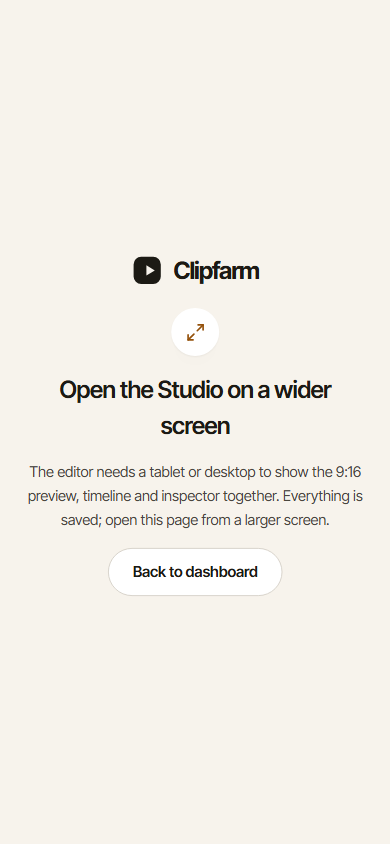 Clipfarm
Open the Studio on a wider
screen
The editor needs a tablet or desktop to show the 9:16
preview, timeline and inspector together. Everything is
saved; open this page from a larger screen.
Back to dashboard